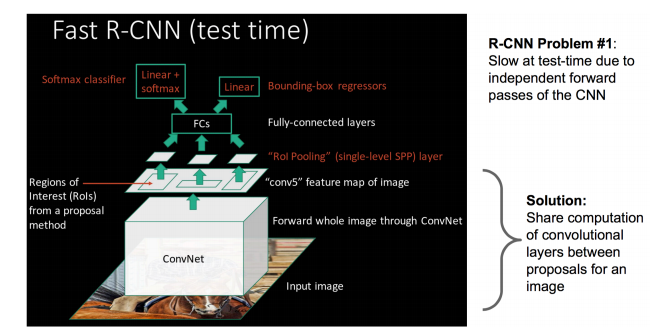 Fast R-CNN (test time)
Softmax classifier
Linear +
softmax
Linear
Bounding-box regressors
FCs
Fully-connected layers
"RoI Pooling" (single-level SPP) layer
Regions of
Interest (RoIs)
from a proposal
method
"conv5" feature map of image
Forward whole image through ConvNet
ConvNet
Input image
R-CNN Problem #1:
Slow at test-time due to
independent forward
passes of the CNN
Solution:
Share computation
of convolutional
layers between
proposals for an
image